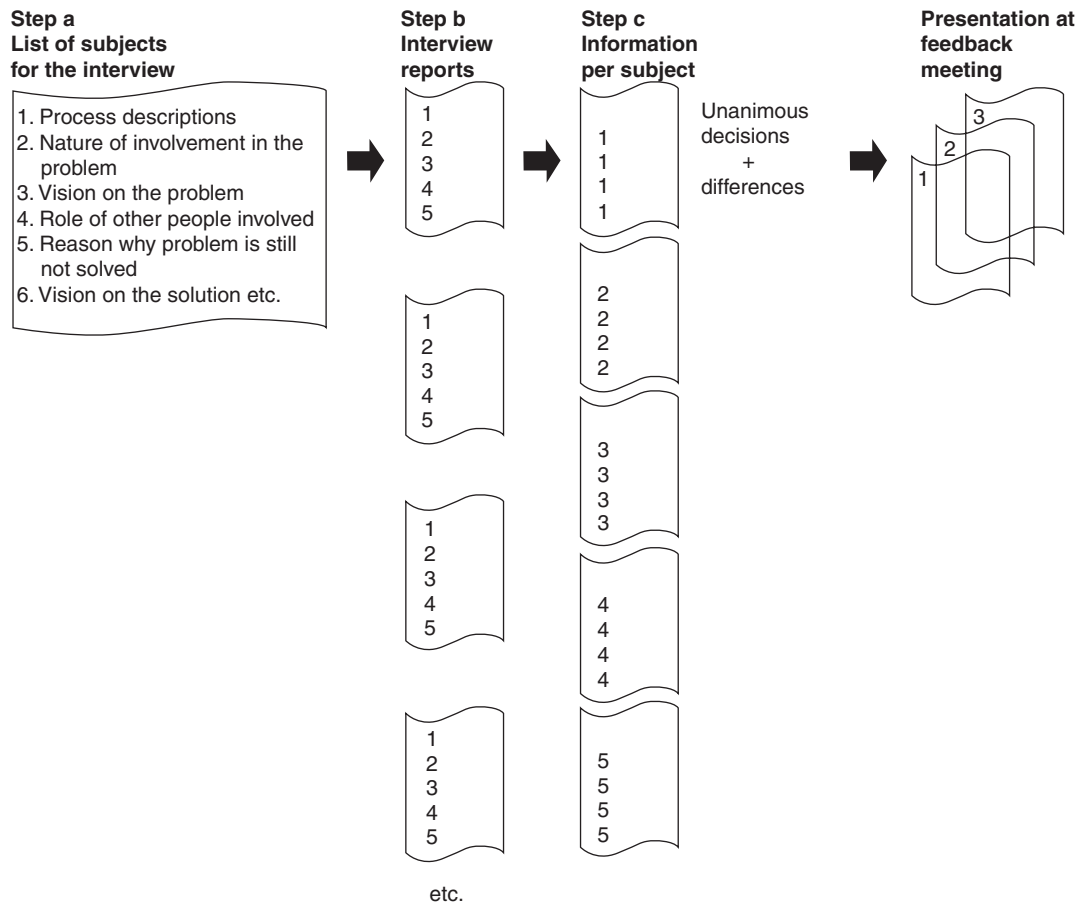 Step a
List of subjects
for the interview
1. Process descriptions
2. Nature of involvement in the
problem
3. Vision on the problem
4. Role of other people involved
5. Reason why problem is still
not solved
6. Vision on the solution etc.
Step b
Interview
reports
1
2
3
4
5
1
2
3
4
5
1
2
3
4
5
1
2
3
4
5
etc.
Step c
Information
per subject
1
1
1
1
2
2
2
2
3
3
3
3
4
4
4
4
5
5
5
5
Unanimous
decisions
+
differences
Presentation at
feedback
meeting
1
2
3